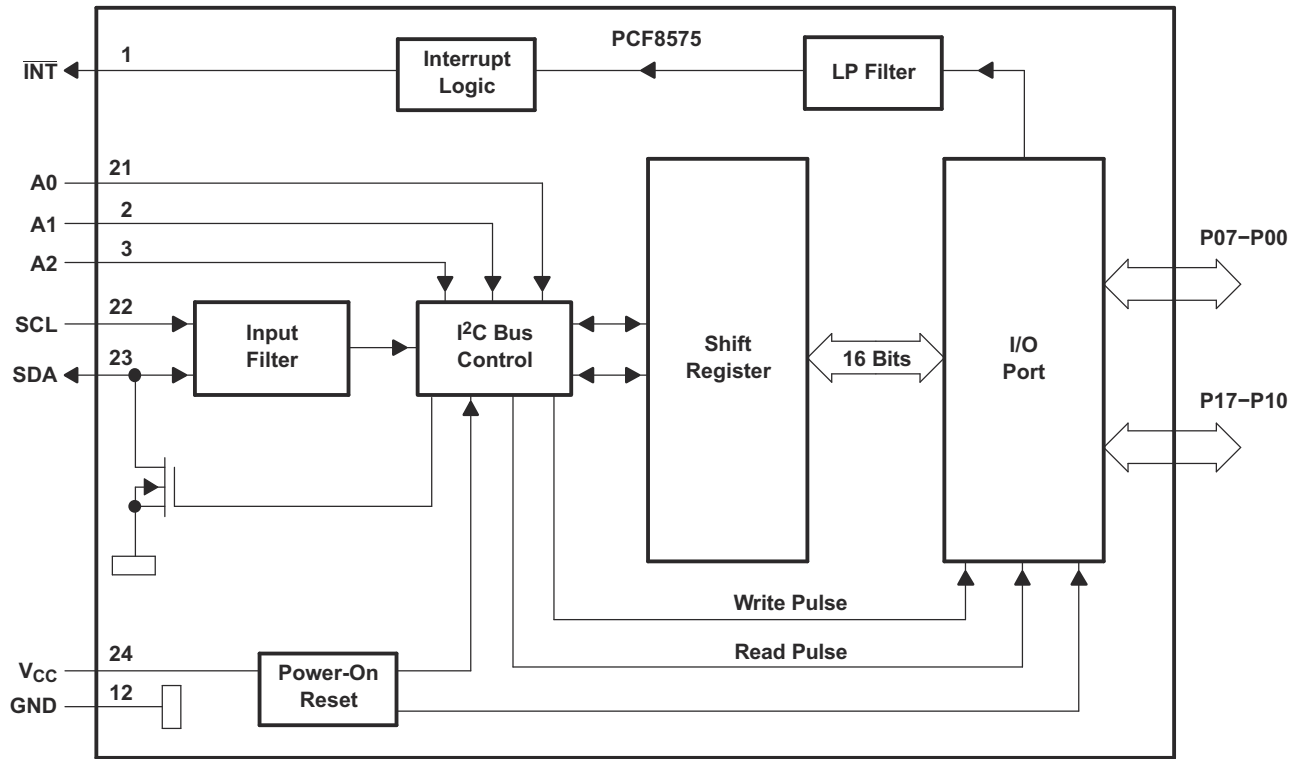 PCF8575
INT
1
Interrupt
Logic
LP Filter
A0
21
A1
2
A2
3
SCL
22
SDA
23
Input
Filter
I²C Bus
Control
Shift
Register
16 Bits
I/O
Port
P07–P00
P17–P10
Write Pulse
Read Pulse
VCC
24
GND
12
Power-On
Reset